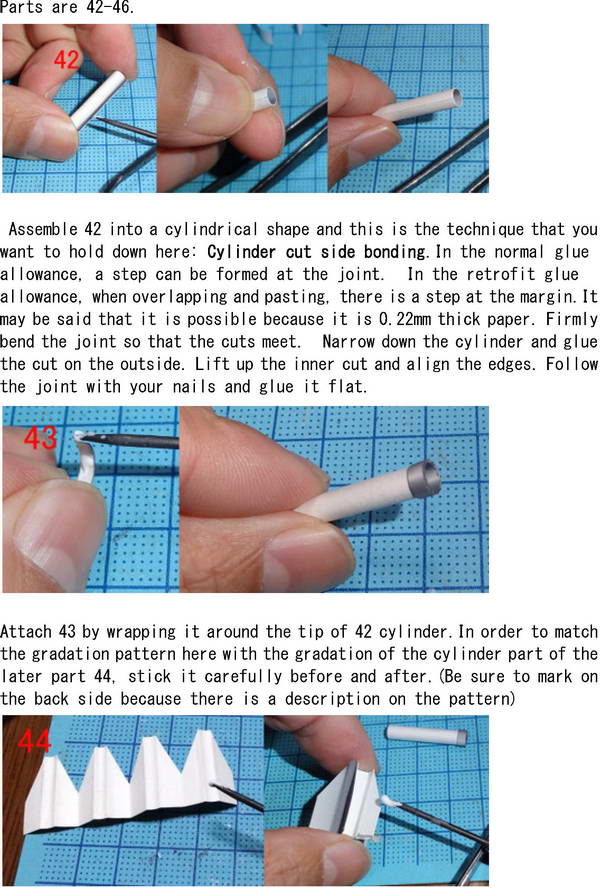 Parts are 42-46.
42
Assemble 42 into a cylindrical shape and this is the technique that you
want to hold down here: Cylinder cut side bonding.In the normal glue
allowance, a step can be formed at the joint. In the retrofit glue
allowance, when overlapping and pasting, there is a step at the margin.It
may be said that it is possible because it is 0.22mm thick paper. Firmly
bend the joint so that the cuts meet. Narrow down the cylinder and glue
the cut on the outside. Lift up the inner cut and align the edges. Follow
the joint with your nails and glue it flat.
43
Attach 43 by wrapping it around the tip of 42 cylinder.In order to match
the gradation pattern here with the gradation of the cylinder part of the
later part 44, stick it carefully before and after.(Be sure to mark on
the back side because there is a description on the pattern)
44